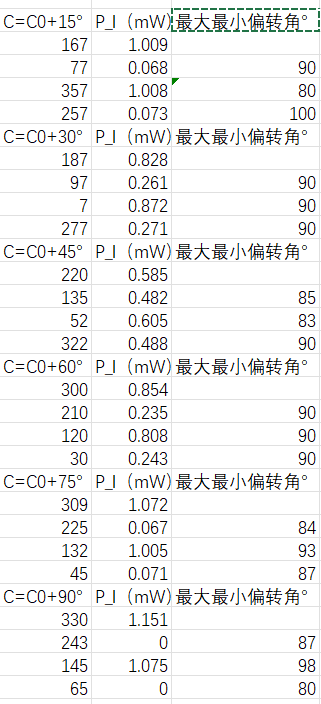 C=C0+15° P_I（mW） 最大最小偏转角°
167 1.009
77 0.068 90
357 1.008 80
257 0.073 100
C=C0+30° P_I（mW） 最大最小偏转角°
187 0.828
97 0.261 90
7 0.872 90
277 0.271 90
C=C0+45° P_I（mW） 最大最小偏转角°
220 0.585
135 0.482 85
52 0.605 83
322 0.488 90
C=C0+60° P_I（mW） 最大最小偏转角°
300 0.854
210 0.235 90
120 0.808 90
30 0.243 90
C=C0+75° P_I（mW） 最大最小偏转角°
309 1.072
225 0.067 84
132 1.005 93
45 0.071 87
C=C0+90° P_I（mW） 最大最小偏转角°
330 1.151
243 0 87
145 1.075 98
65 0 80